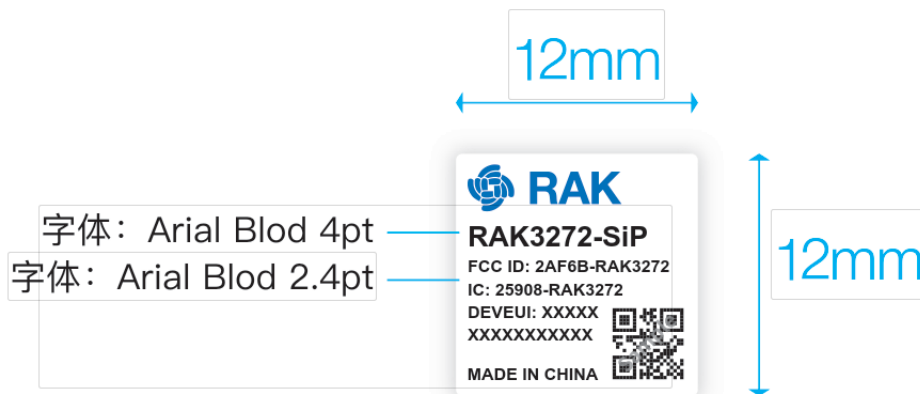 12mm
RAK
字体：Arial Blod 4pt
RAK3272-SiP
字体：Arial Blod 2.4pt
FCC ID: 2AF6B-RAK3272
IC: 25908-RAK3272
DEVEUI: XXXXX
XXXXXXXXXXX
MADE IN CHINA
12mm